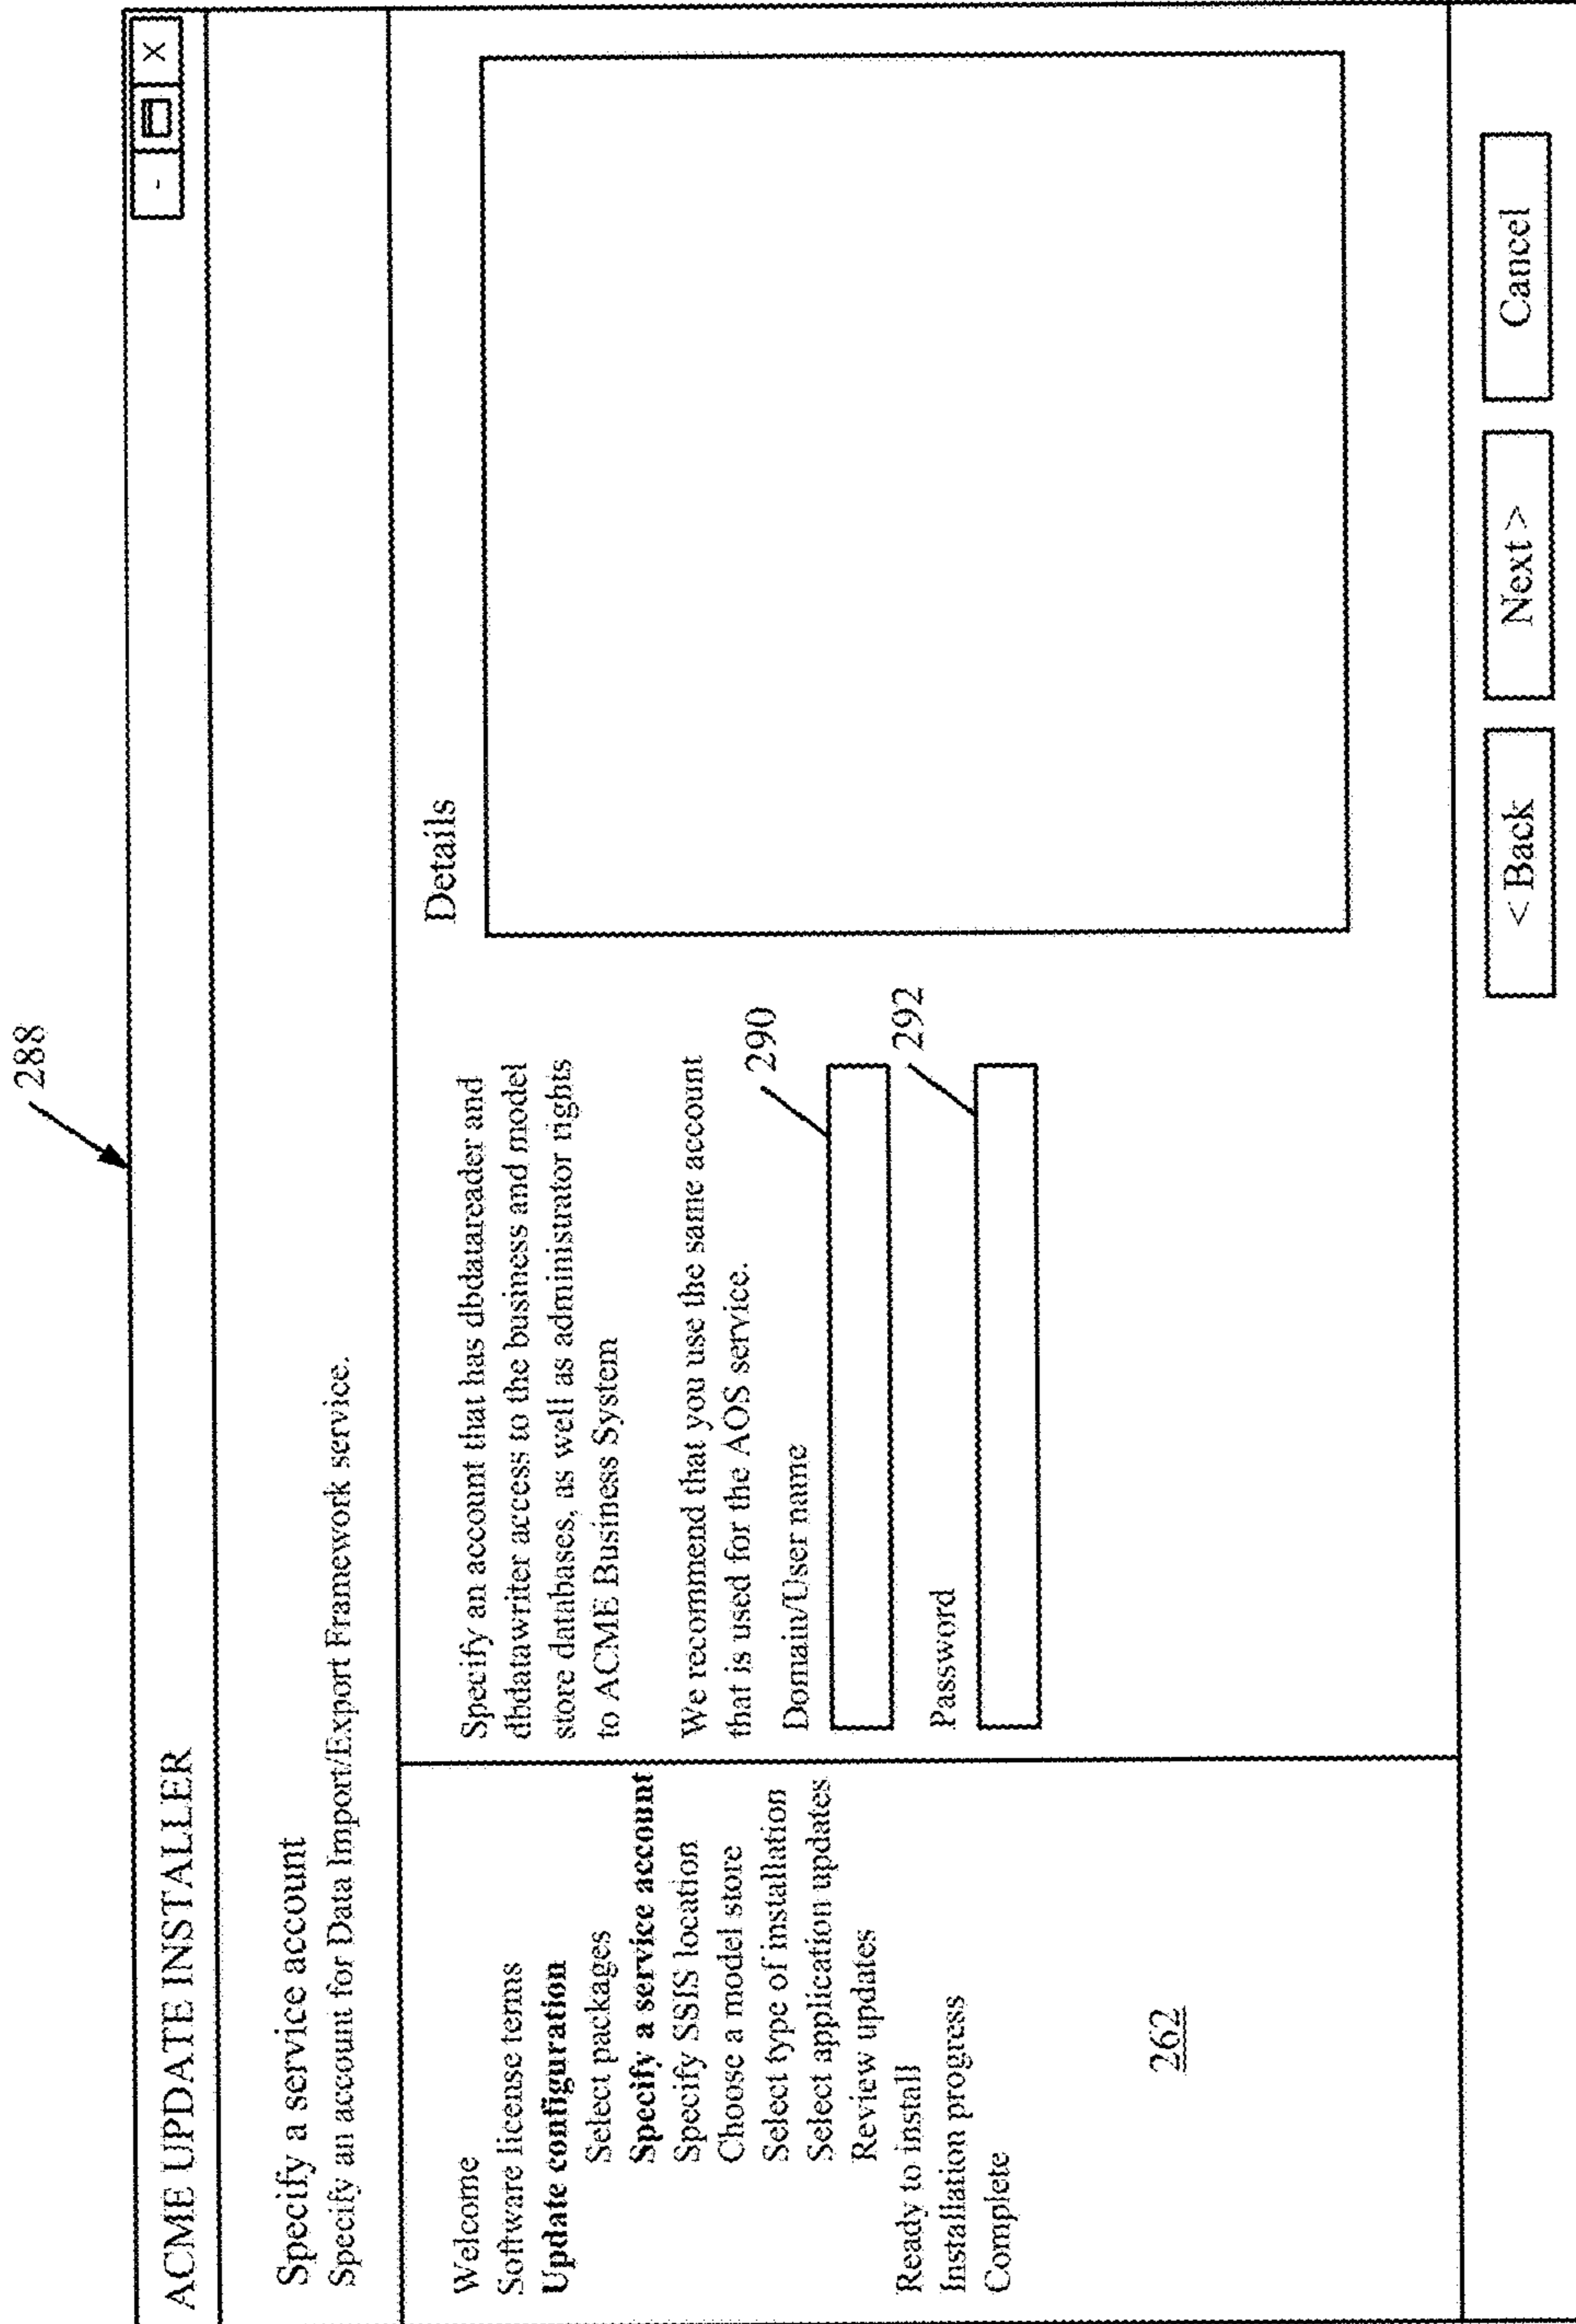 288
ACME UPDATE INSTALLER
- X
Specify a service account
Specify an account for Data Import/Export Framework service.
Welcome
Software license terms
Update configuration
Select packages
Specify a service account
Specify SSIS location
Choose a model store
Select type of installation
Select application updates
Review updates
Ready to install
Installation progress
Complete
262
Specify an account that has dbdatareader and
dbdatawriter access to the business and model
store databases, as well as administrator rights
to ACME Business System
We recommend that you use the same account
that is used for the AOS service.
Domain/User name
290
Password
292
Details
< Back
Next >
Cancel